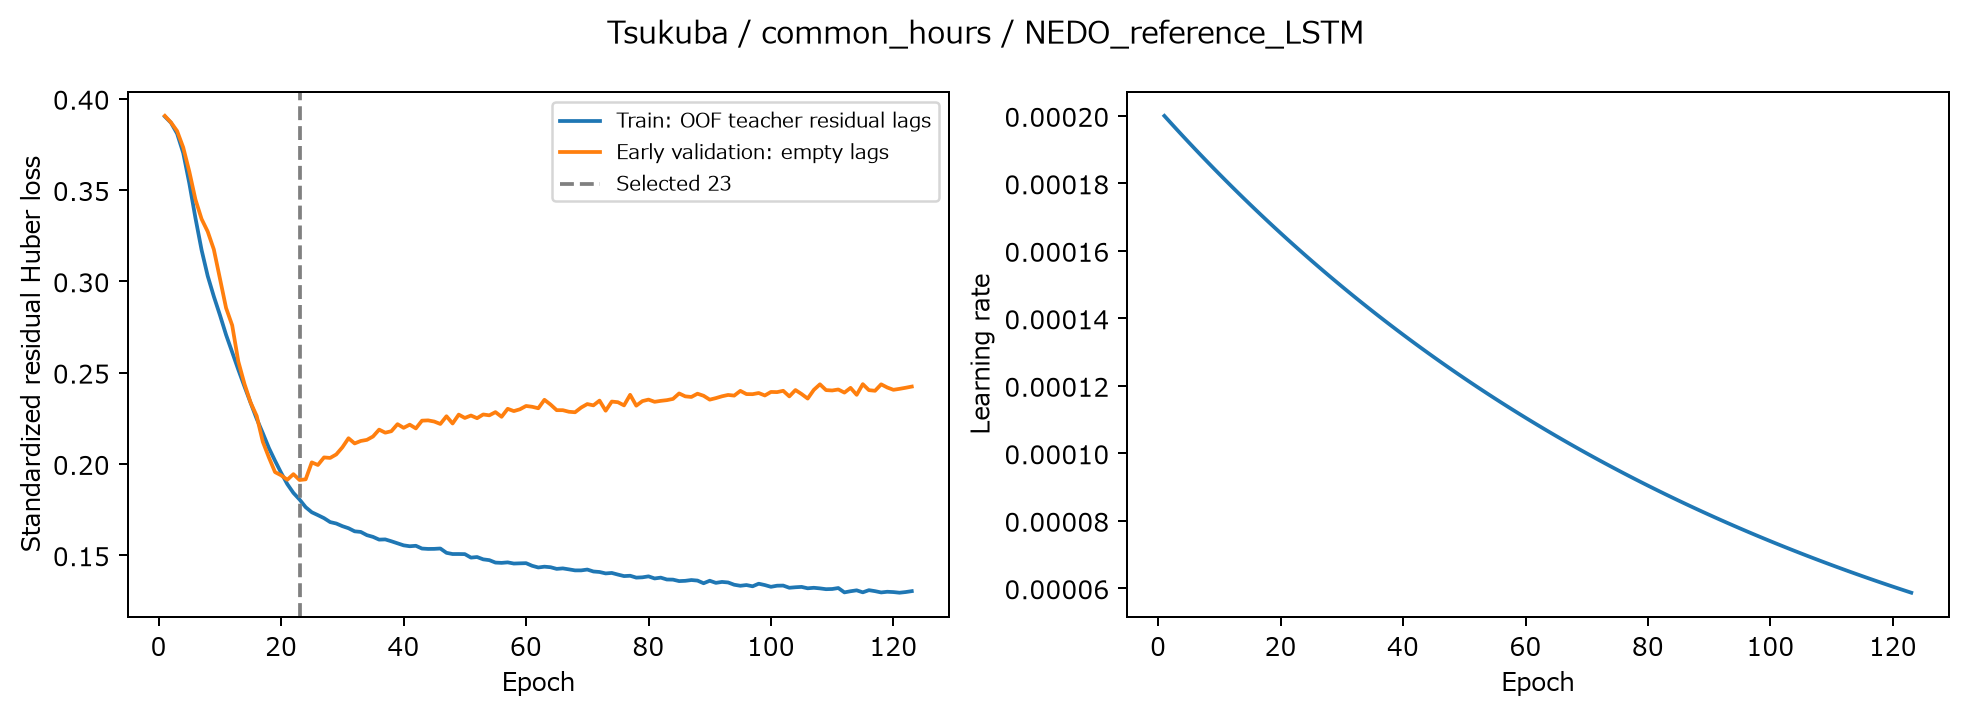 Tsukuba / common_hours / NEDO_reference_LSTM
Standardized residual Huber loss
0.40
0.35
0.30
0.25
0.20
0.15
Train: OOF teacher residual lags
Early validation: empty lags
Selected 23
0 20 40 60 80 100 120
Epoch
Learning rate
0.00020
0.00018
0.00016
0.00014
0.00012
0.00010
0.00008
0.00006
0 20 40 60 80 100 120
Epoch